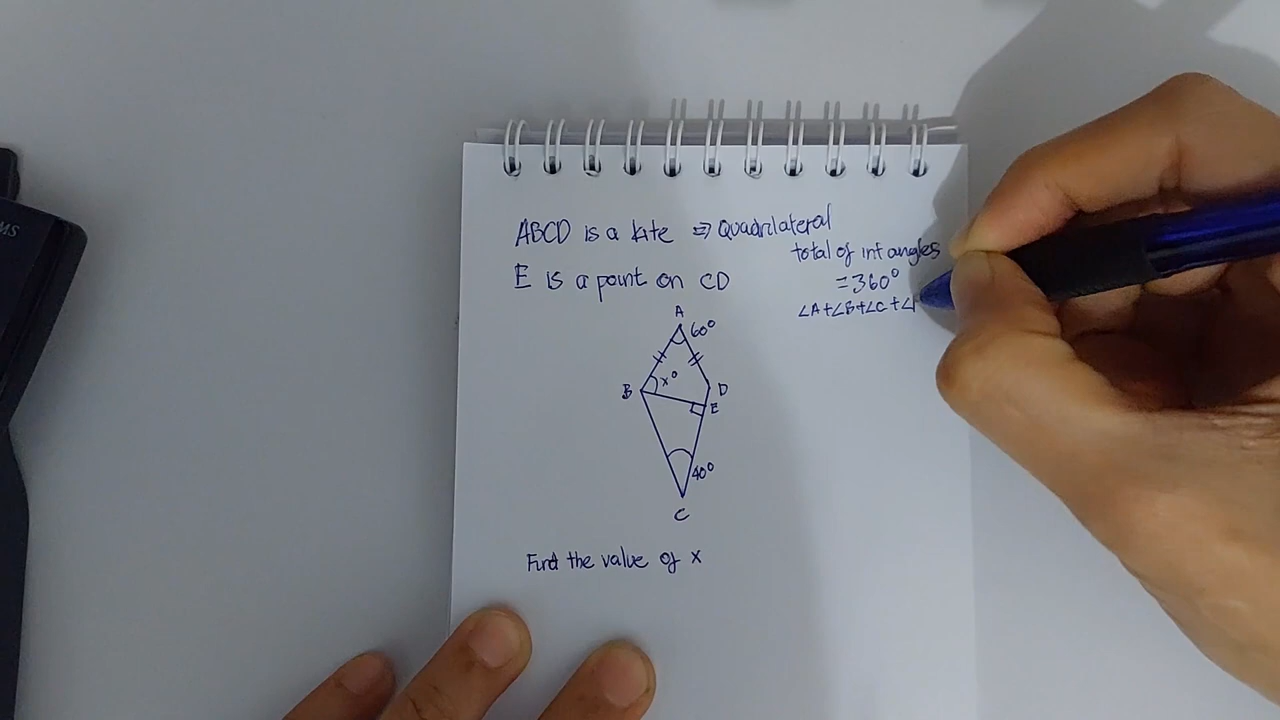 ABCD is a kite ⇒ Quadrilateral
total of int angles
E is a point on CD = 360°
∠A+∠B+∠C+∠
A
60°
B x° D
E
40°
C
Find the value of x
MS